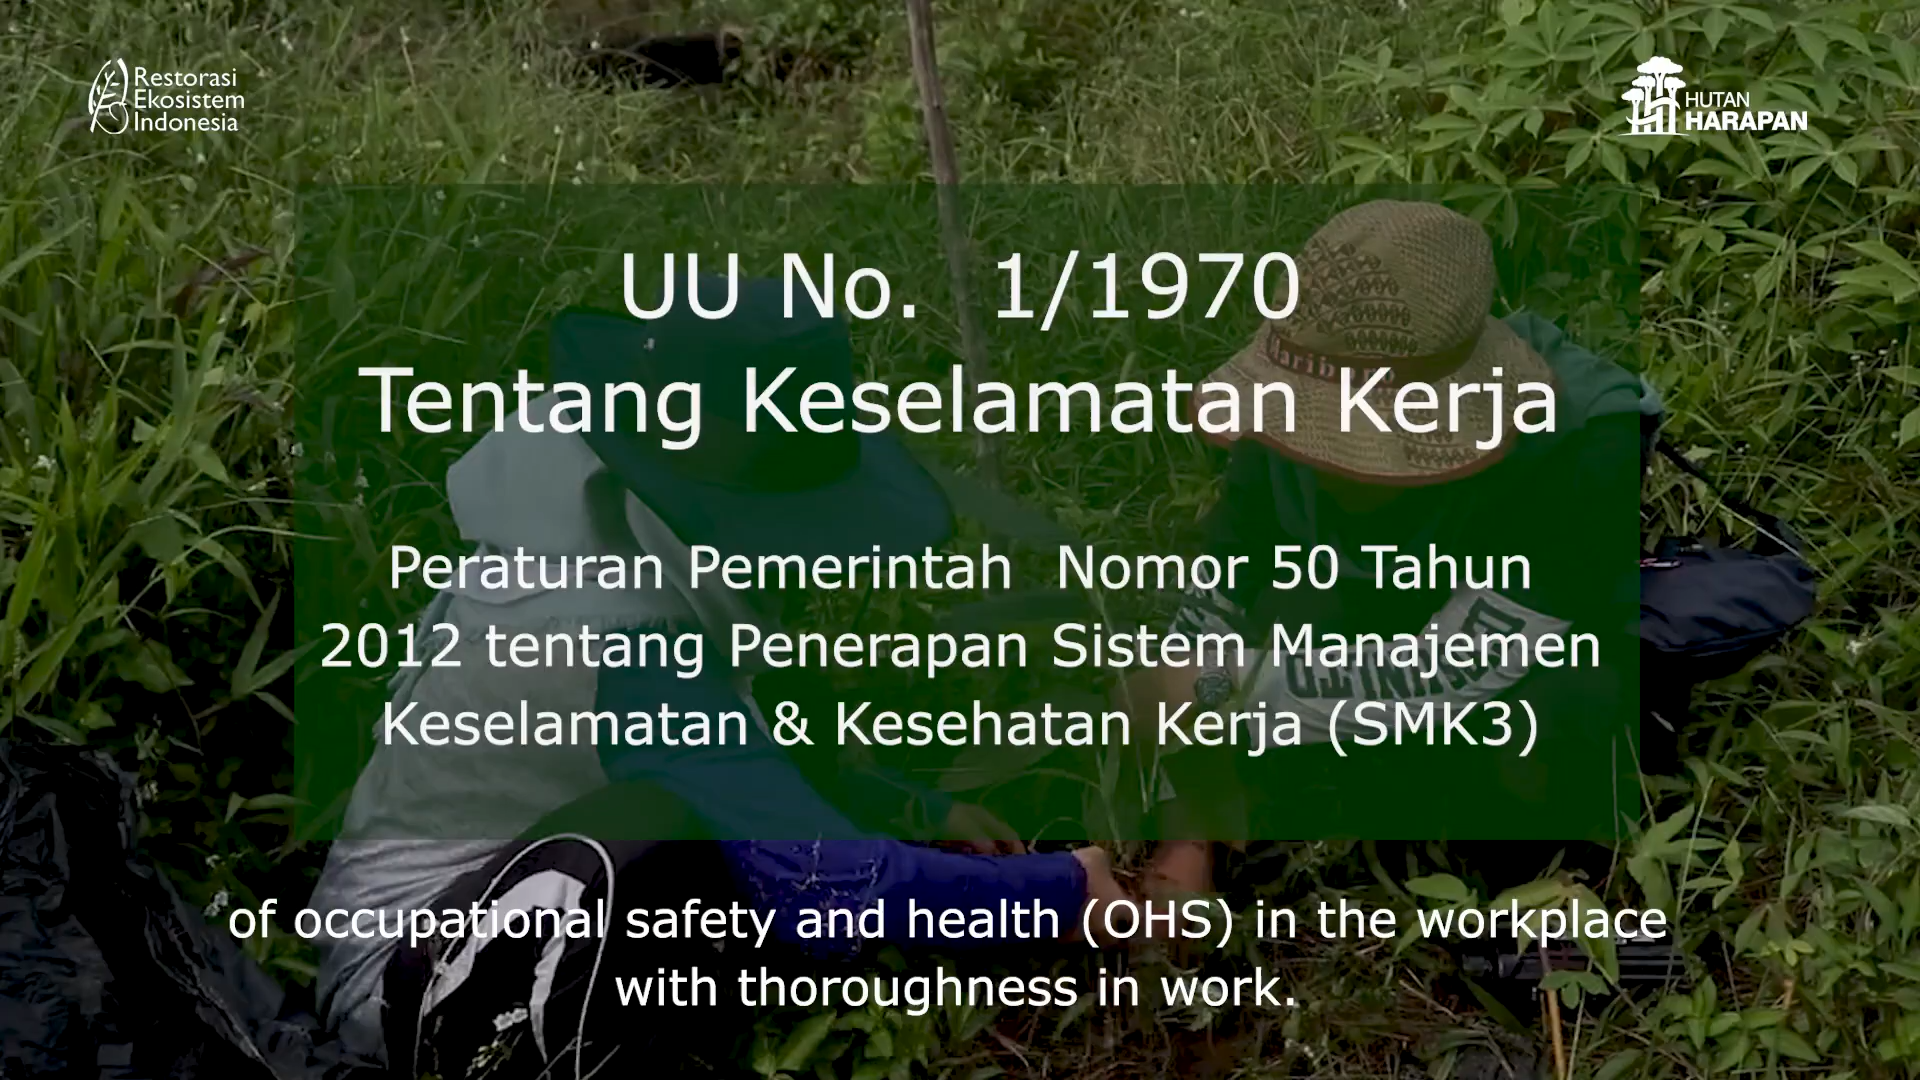 Restorasi
Ekosistem
Indonesia
HUTAN
HARAPAN
UU No. 1/1970
Tentang Keselamatan Kerja
Peraturan Pemerintah Nomor 50 Tahun
2012 tentang Penerapan Sistem Manajemen
Keselamatan & Kesehatan Kerja (SMK3)
of occupational safety and health (OHS) in the workplace
with thoroughness in work.